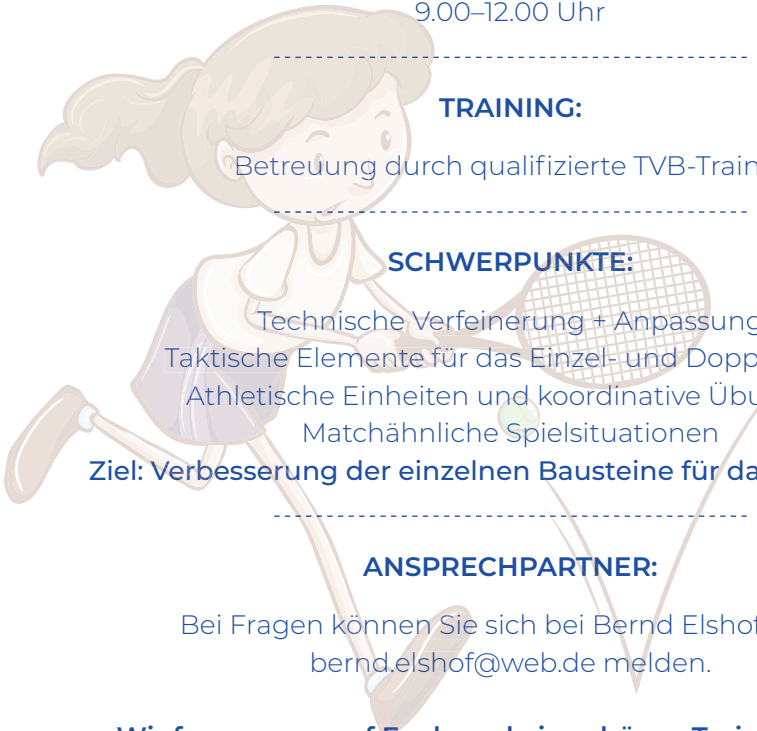 9.00–12.00 Uhr
TRAINING:
Betreuung durch qualifizierte TVB-Train
SCHWERPUNKTE:
Technische Verfeinerung + Anpassung
Taktische Elemente für das Einzel- und Dopp
Athletische Einheiten und koordinative Übu
Matchähnliche Spielsituationen
Ziel: Verbesserung der einzelnen Bausteine für da
ANSPRECHPARTNER:
Bei Fragen können Sie sich bei Bernd Elshof
bernd.elshof@web.de melden.